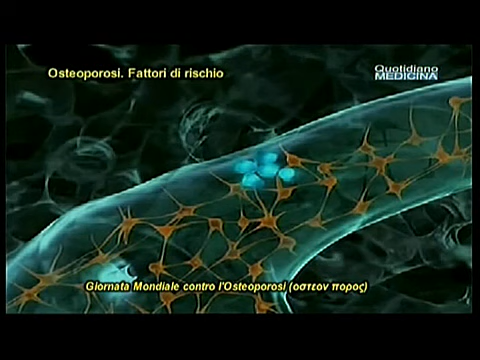 Osteoporosi. Fattori di rischio
Quotidiano
MEDICINA
Giornata Mondiale contro l'Osteoporosi (οστεον πορος)